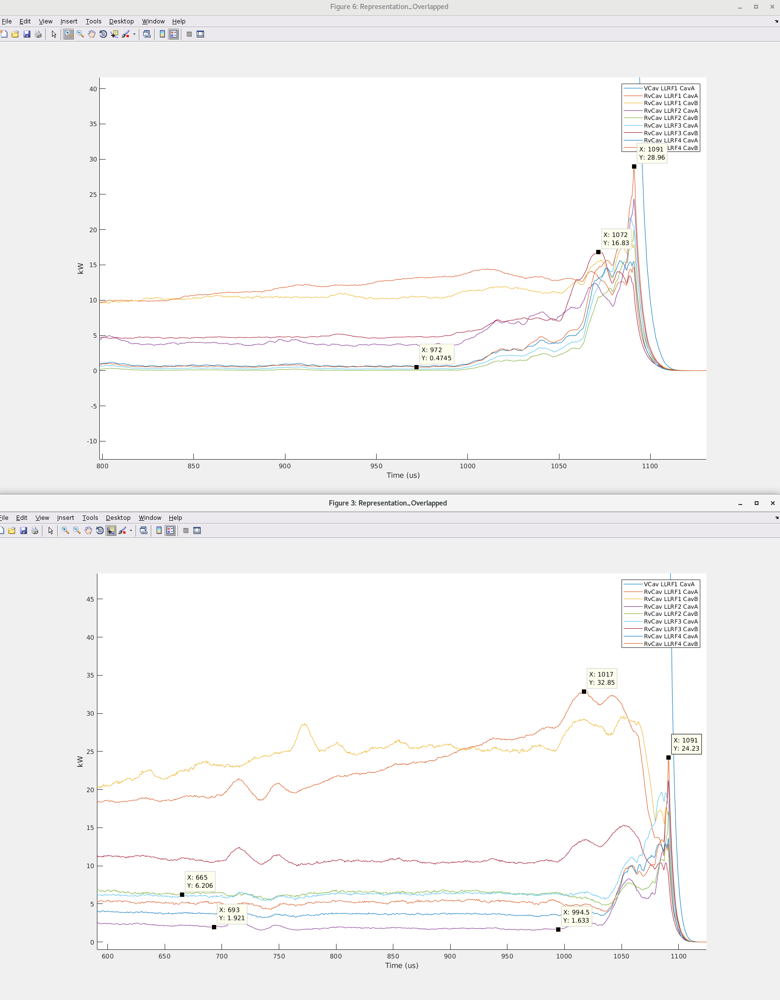 Figure 6: Representation_Overlapped
File Edit View Insert Tools Desktop Window Help
40
35
30
25
20
15
10
5
0
-5
-10
kW
800 850 900 950 1000 1050 1100
Time (us)
VCav LLRF1 CavA
RvCav LLRF1 CavA
RvCav LLRF1 CavB
RvCav LLRF2 CavA
RvCav LLRF2 CavB
RvCav LLRF3 CavA
RvCav LLRF3 CavB
RvCav LLRF4 CavA
LLRF4 CavB
X: 1091
Y: 28.96
X: 1072
Y: 16.83
X: 972
Y: 0.4745
Figure 3: Representation_Overlapped
File Edit View Insert Tools Desktop Window Help
45
40
35
30
25
20
15
10
5
0
kW
600 650 700 750 800 850 900 950 1000 1050 1100
Time (us)
VCav LLRF1 CavA
RvCav LLRF1 CavA
RvCav LLRF1 CavB
RvCav LLRF2 CavA
RvCav LLRF2 CavB
RvCav LLRF3 CavA
RvCav LLRF3 CavB
RvCav LLRF4 CavA
RvCav LLRF4 CavB
X: 1017
Y: 32.85
X: 1091
Y: 24.23
X: 665
Y: 6.206
X: 693
Y: 1.921
X: 994.5
Y: 1.633